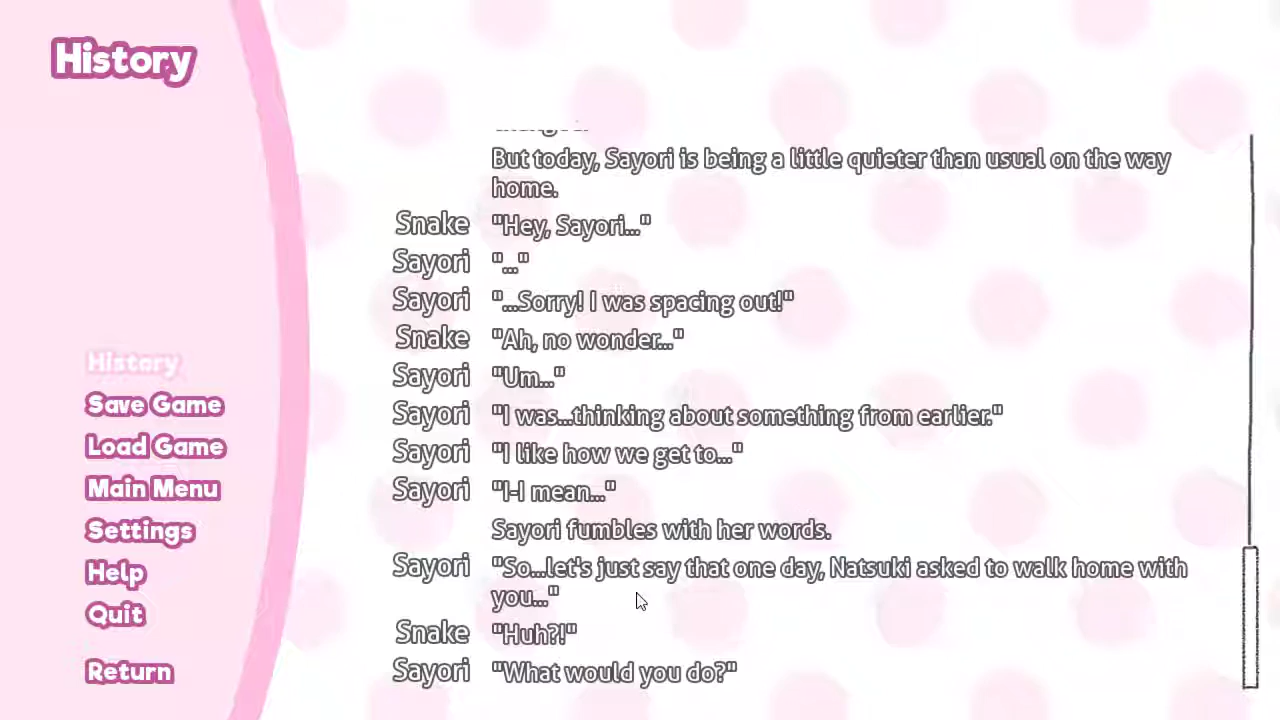 History
But today, Sayori is being a little quieter than usual on the way
home.
Snake "Hey, Sayori..."
Sayori "..."
Sayori "...Sorry! I was spacing out!"
Snake "Ah, no wonder..."
Sayori "Um..."
Sayori "I was...thinking about something from earlier."
Sayori "I like how we get to..."
Sayori "I-I mean..."
Sayori fumbles with her words.
Sayori "So...let's just say that one day, Natsuki asked to walk home with
you..."
Snake "Huh?!"
Sayori "What would you do?"
History
Save Game
Load Game
Main Menu
Settings
Help
Quit
Return